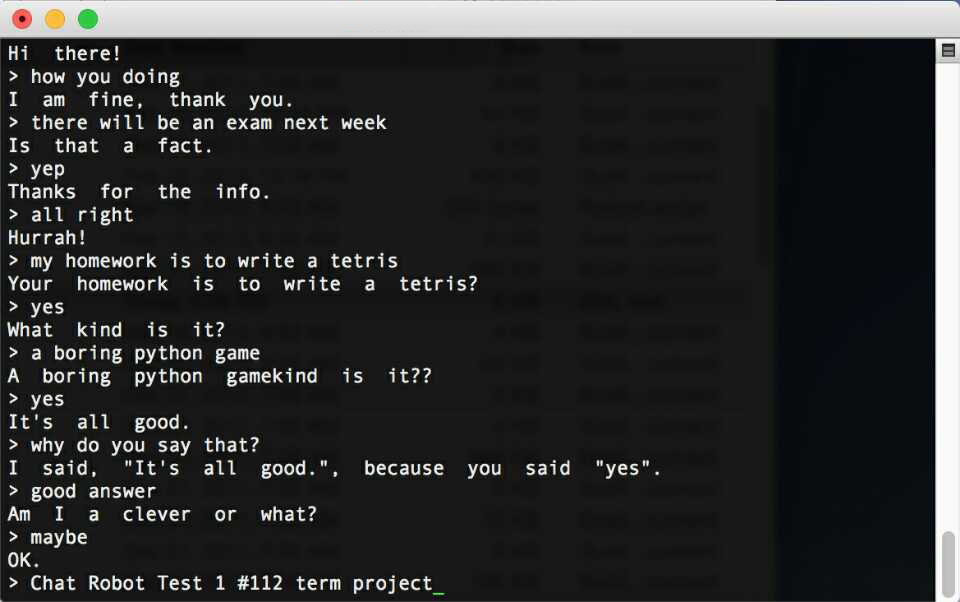 Hi there!
> how you doing
I am fine, thank you.
> there will be an exam next week
Is that a fact.
> yep
Thanks for the info.
> all right
Hurrah!
> my homework is to write a tetris
Your homework is to write a tetris?
> yes
What kind is it?
> a boring python game
A boring python gamekind is it??
> yes
It's all good.
> why do you say that?
I said, "It's all good.", because you said "yes".
> good answer
Am I a clever or what?
> maybe
OK.
> Chat Robot Test 1 #112 term project_